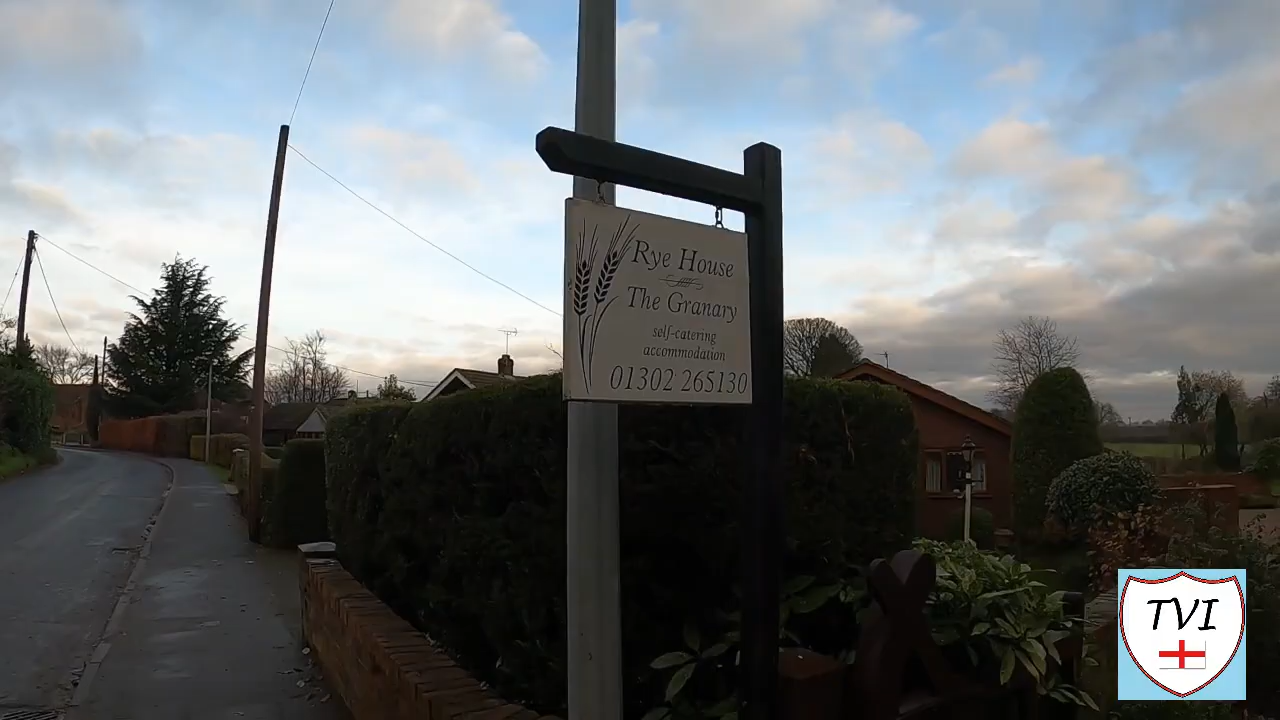 Rye House
The Granary
self-catering
accommodation
01302 265130
TVI